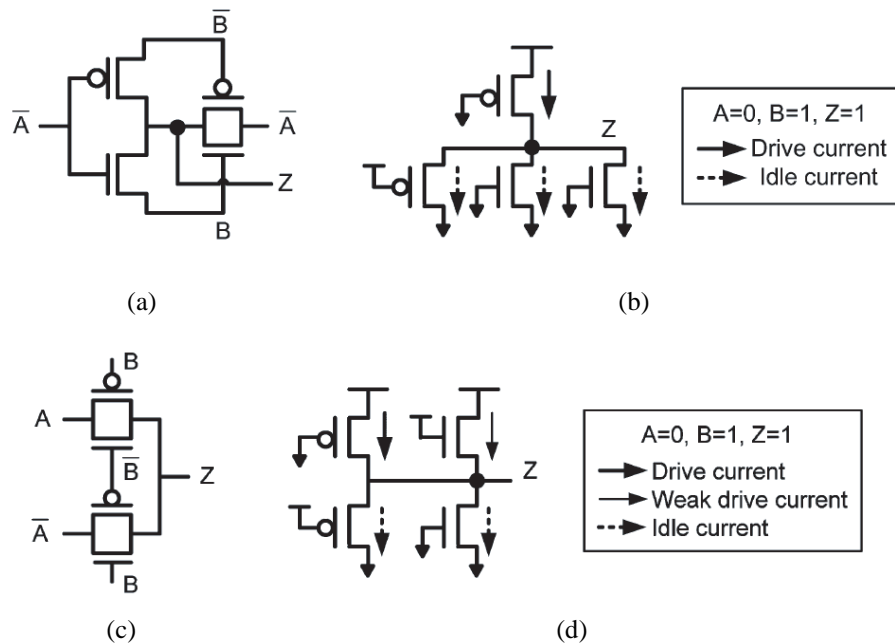 B̅
A̅
A̅
Z
B
(a)
Z
A=0, B=1, Z=1
Drive current
Idle current
(b)
B
A
B̅
Z
A̅
B
(c)
Z
A=0, B=1, Z=1
Drive current
Weak drive current
Idle current
(d)